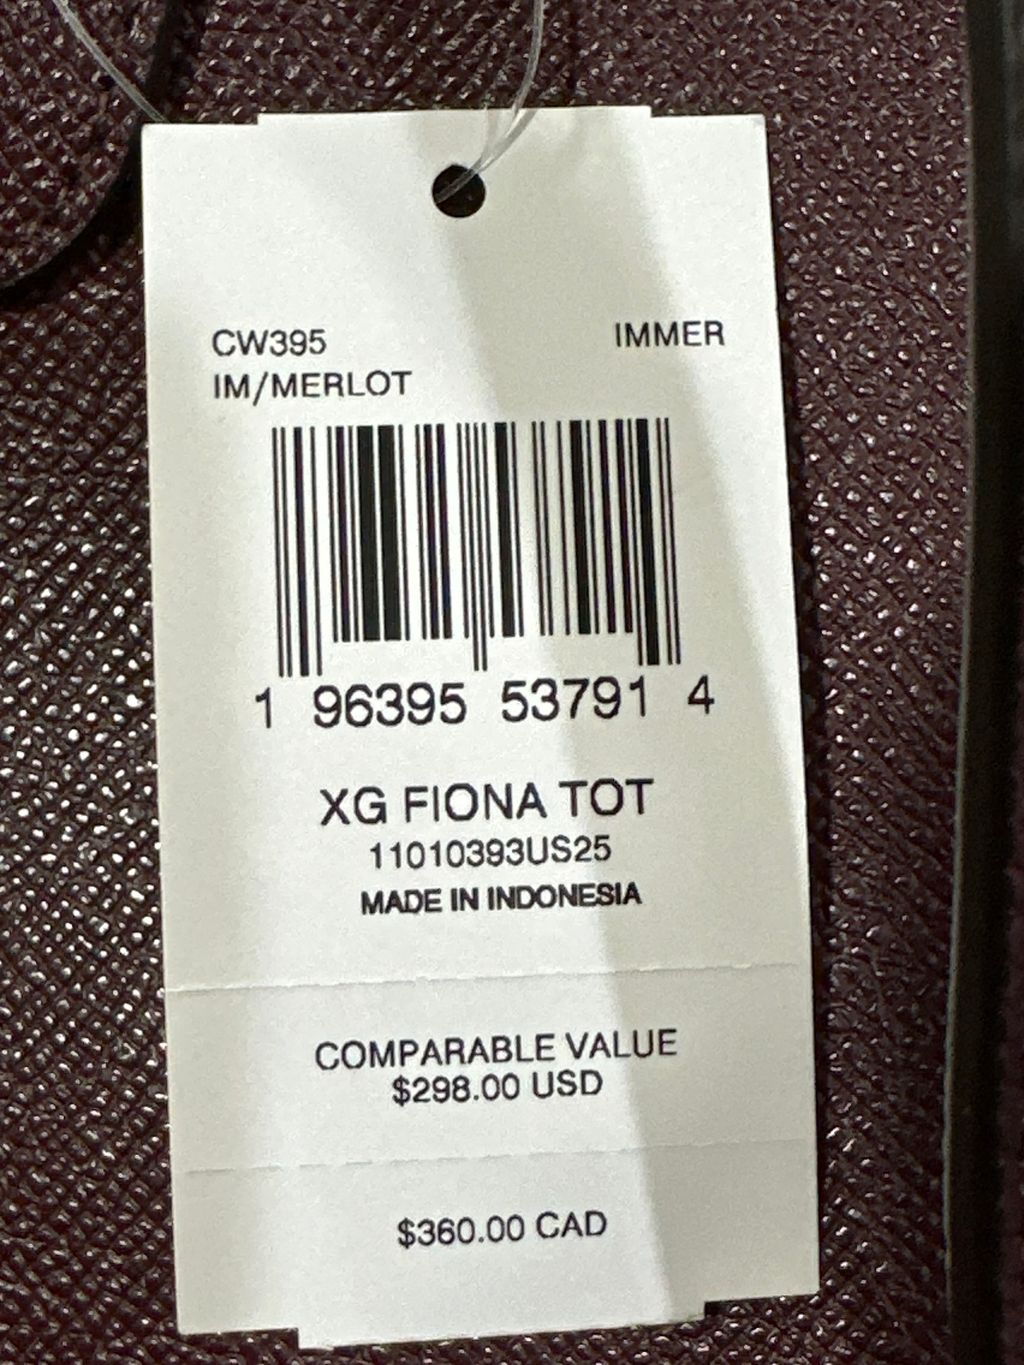 CW395
IMMER
IM/MERLOT
1 96395 53791 4
XG FIONA TOT
11010393US25
MADE IN INDONESIA
COMPARABLE VALUE
$298.00 USD
$360.00 CAD